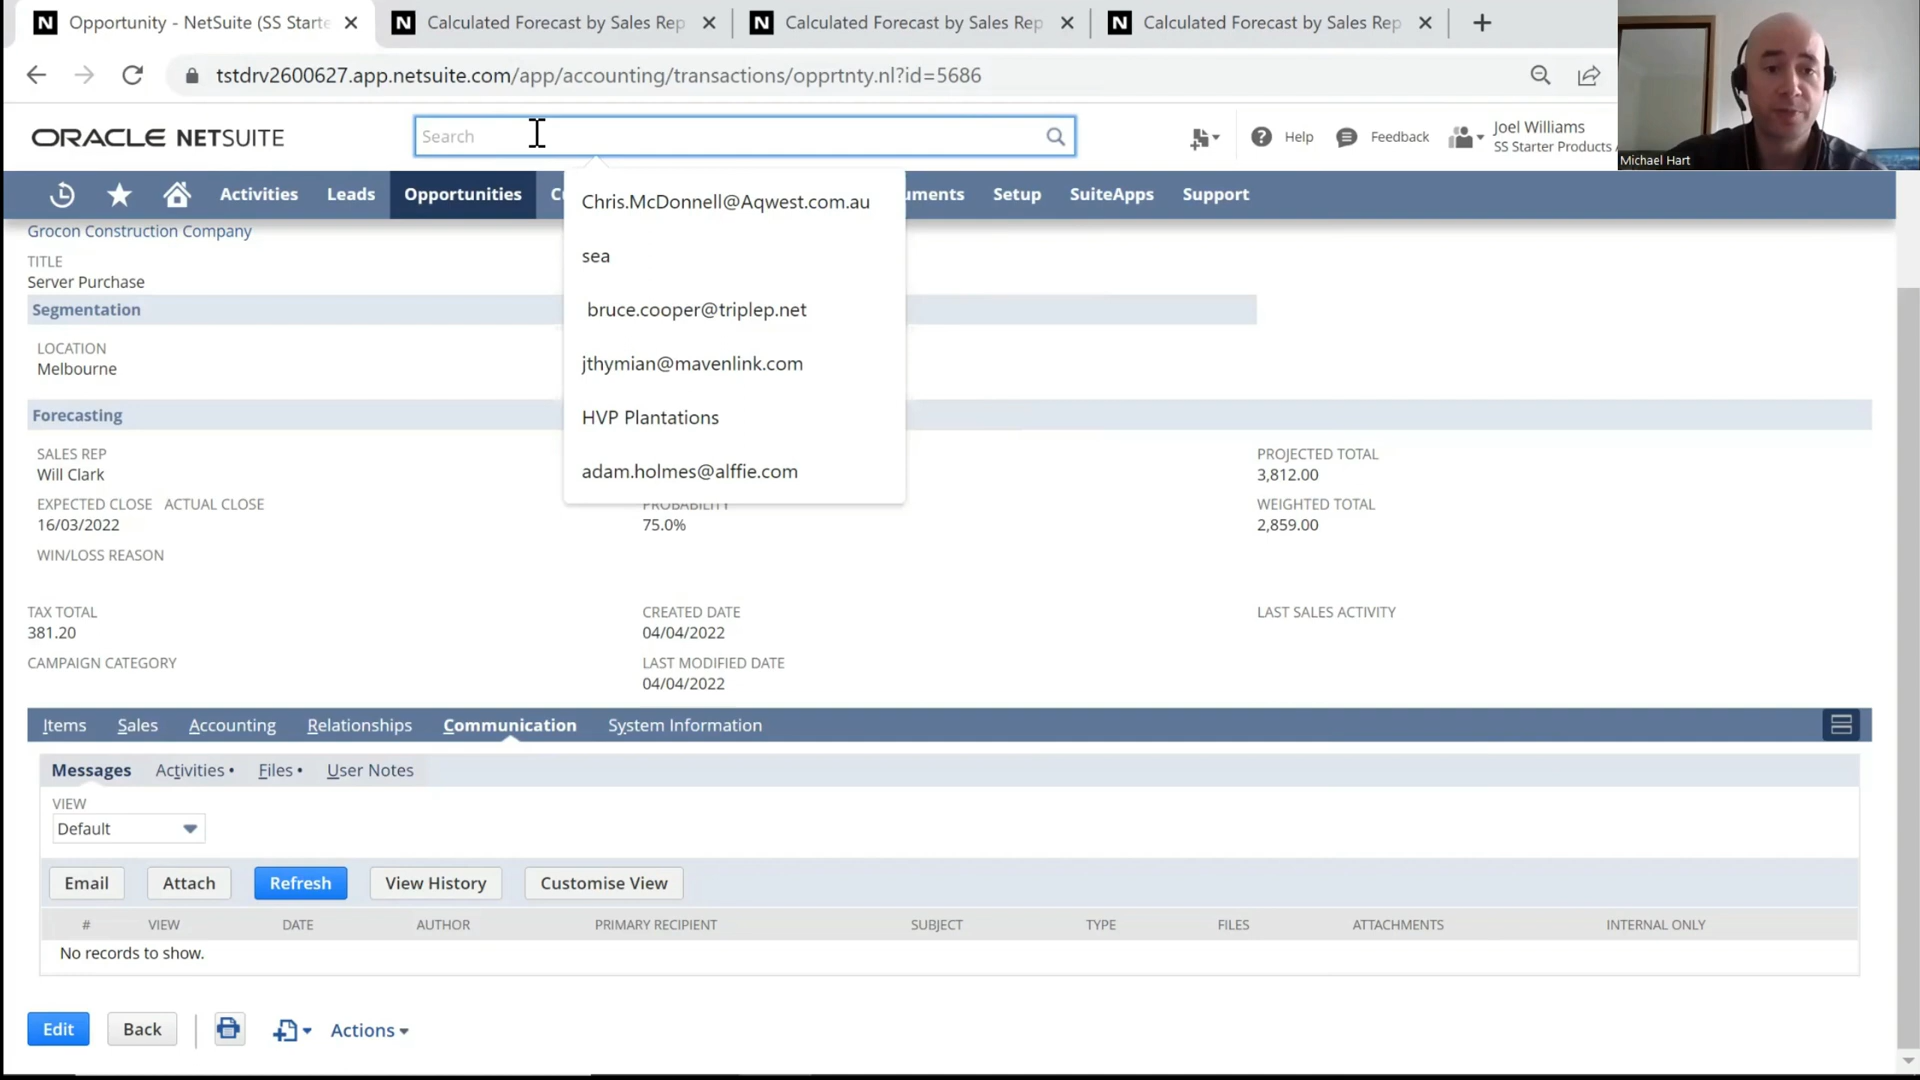 Opportunity - NetSuite (SS Starte
Calculated Forecast by Sales Rep
Calculated Forecast by Sales Rep
Calculated Forecast by Sales Rep
tstdrv2600627.app.netsuite.com/app/accounting/transactions/opprtnty.nl?id=5686
ORACLE NETSUITE
Search
Help
Feedback
Joel Williams
SS Starter Products /
Michael Hart
Activities
Leads
Opportunities
Cu
uments
Setup
SuiteApps
Support
Chris.McDonnell@Aqwest.com.au
sea
bruce.cooper@triplep.net
jthymian@mavenlink.com
HVP Plantations
adam.holmes@alffie.com
Grocon Construction Company
TITLE
Server Purchase
Segmentation
LOCATION
Melbourne
Forecasting
SALES REP
Will Clark
PROJECTED TOTAL
3,812.00
EXPECTED CLOSE ACTUAL CLOSE
16/03/2022
PROBABILITY
75.0%
WEIGHTED TOTAL
2,859.00
WIN/LOSS REASON
TAX TOTAL
381.20
CREATED DATE
04/04/2022
LAST SALES ACTIVITY
CAMPAIGN CATEGORY
LAST MODIFIED DATE
04/04/2022
Items
Sales
Accounting
Relationships
Communication
System Information
Messages
Activities •
Files •
User Notes
VIEW
Default
Email
Attach
Refresh
View History
Customise View
# VIEW DATE AUTHOR PRIMARY RECIPIENT SUBJECT TYPE FILES ATTACHMENTS INTERNAL ONLY
No records to show.
Edit
Back
Actions